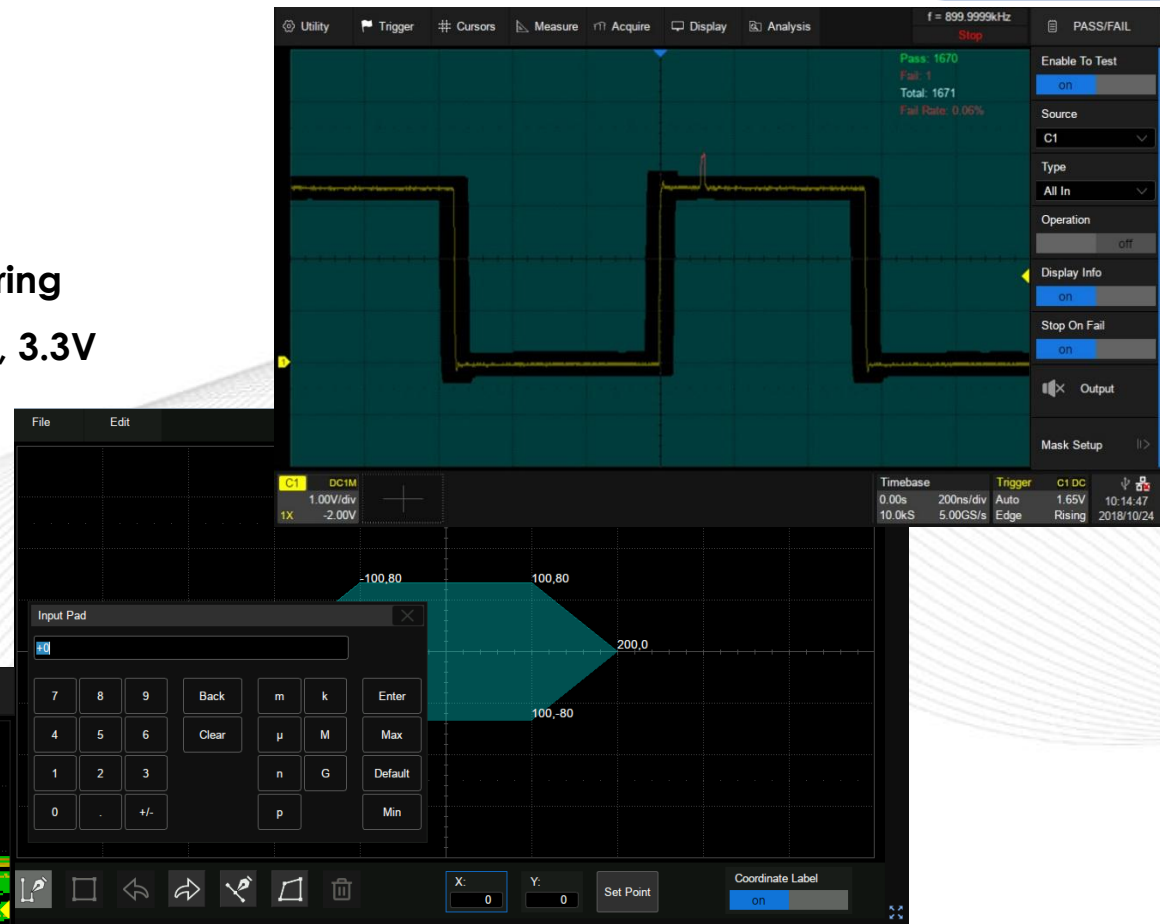 Utility Trigger Cursors Measure Acquire Display Analysis
f = 899.9999kHz
Stop
PASS/FAIL
Pass: 1670
Fail: 1
Total: 1671
Fail Rate: 0.06%
Enable To Test
on
Source
C1
Type
All In
Operation
off
Display Info
on
Stop On Fail
on
Output
Mask Setup
ring
, 3.3V
1
C1 DC1M
1.00V/div
1X -2.00V
Timebase
0.00s 200ns/div
10.0kS 5.00GS/s
Trigger C1 DC
Auto 1.65V
Edge Rising
10:14:47
2018/10/24
File Edit
-100,80 100,80
200,0
100,-80
Input Pad
+0
7 8 9 Back m k Enter
4 5 6 Clear µ M Max
1 2 3 n G Default
0 . +/- p Min
X: Y:
0 0
Set Point
Coordinate Label
on